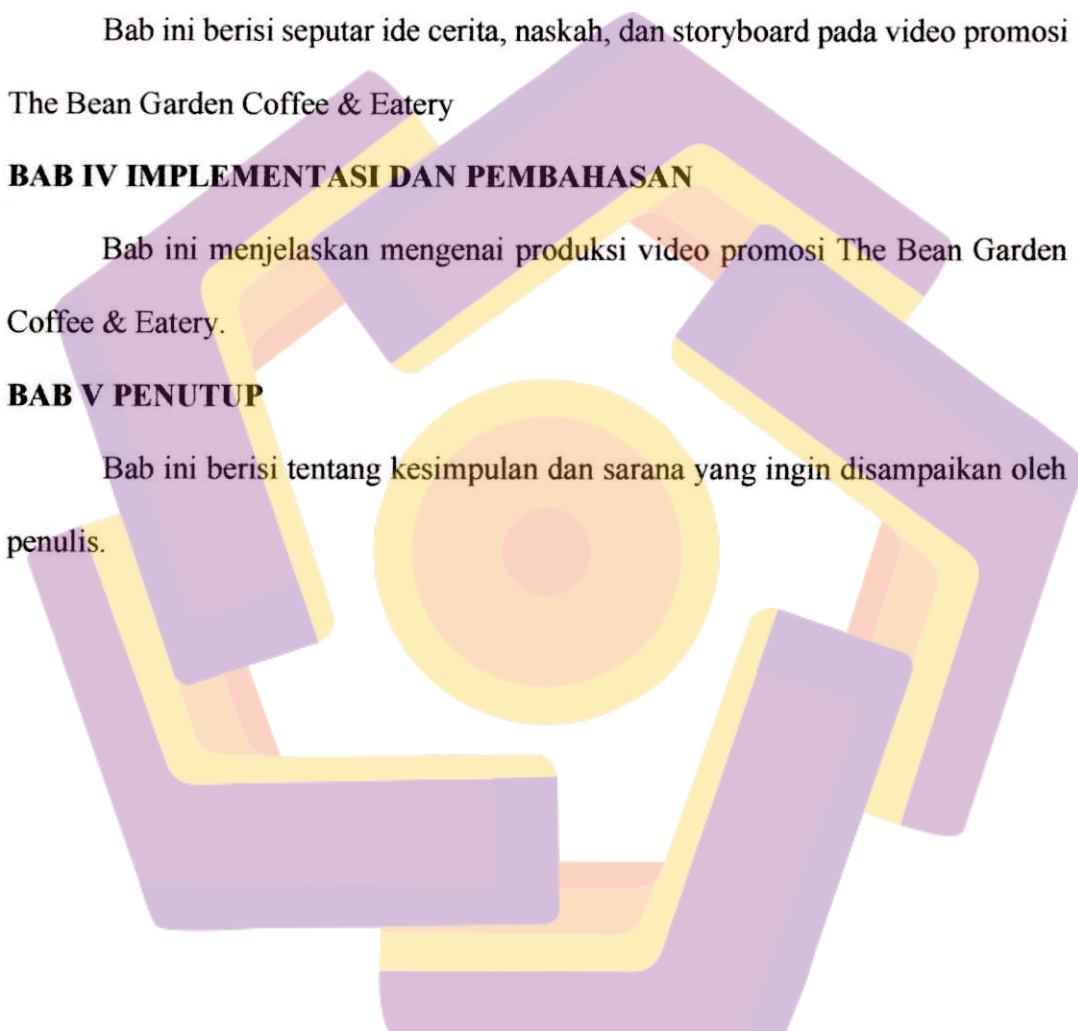 Bab ini berisi seputar ide cerita, naskah, dan storyboard pada video promosi
The Bean Garden Coffee & Eatery
BAB IV IMPLEMENTASI DAN PEMBAHASAN
Bab ini menjelaskan mengenai produksi video promosi The Bean Garden
Coffee & Eatery.
BAB V PENUTUP
Bab ini berisi tentang kesimpulan dan sarana yang ingin disampaikan oleh
penulis.